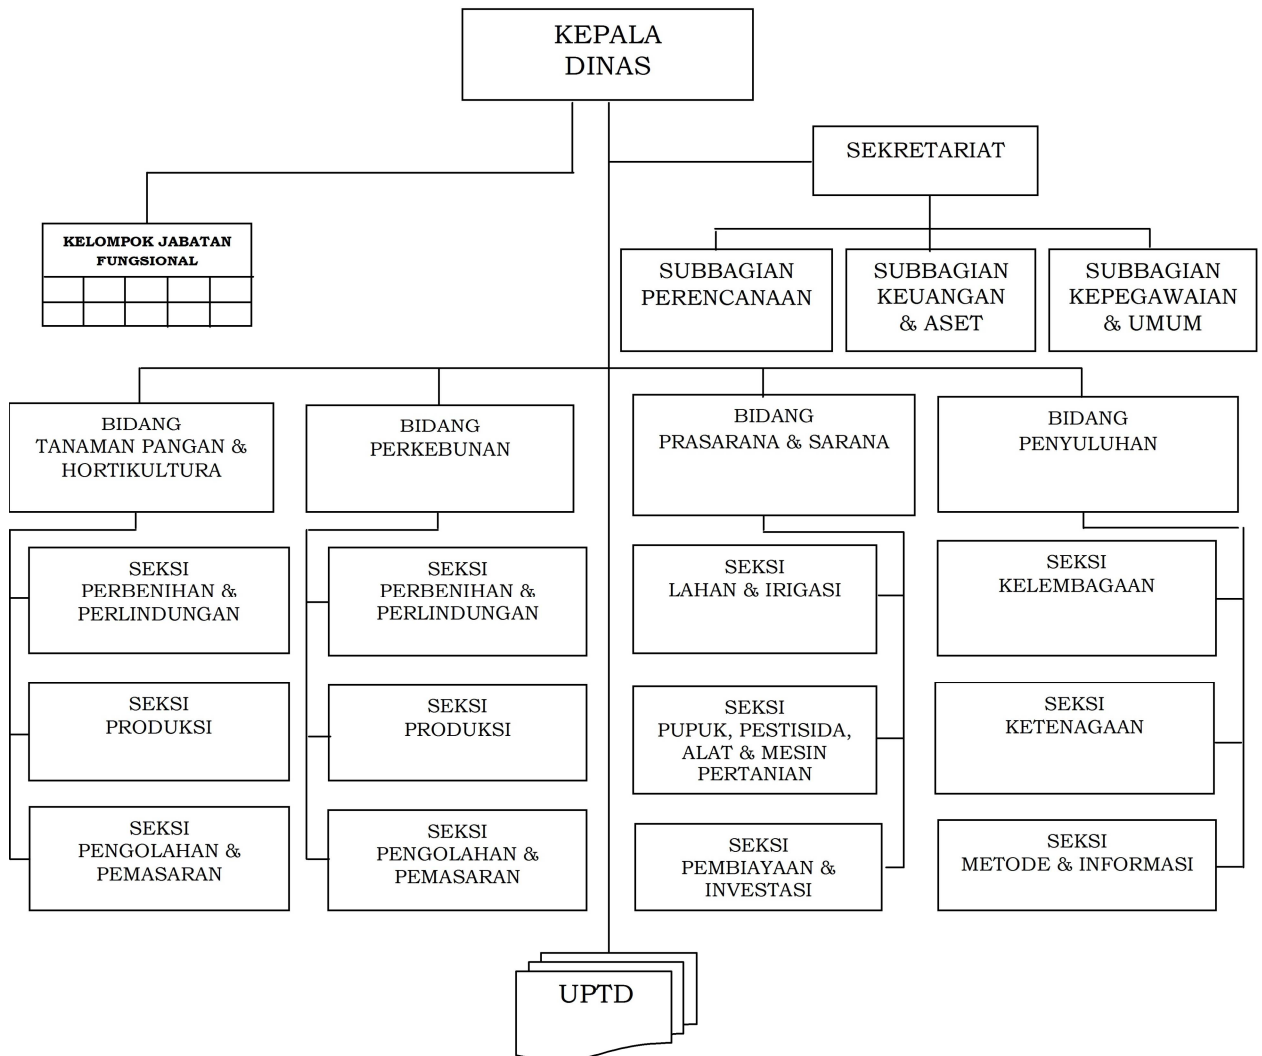 KEPALA
DINAS
SEKRETARIAT
KELOMPOK JABATAN
FUNGSIONAL
SUBBAGIAN
PERENCANAAN
SUBBAGIAN
KEUANGAN
& ASET
SUBBAGIAN
KEPEGAWAIAN
& UMUM
BIDANG
TANAMAN PANGAN &
HORTIKULTURA
BIDANG
PERKEBUNAN
BIDANG
PRASARANA & SARANA
BIDANG
PENYULUHAN
SEKSI
PERBENIHAN &
PERLINDUNGAN
SEKSI
PERBENIHAN &
PERLINDUNGAN
SEKSI
LAHAN & IRIGASI
SEKSI
KELEMBAGAAN
SEKSI
PRODUKSI
SEKSI
PRODUKSI
SEKSI
PUPUK, PESTISIDA,
ALAT & MESIN
PERTANIAN
SEKSI
KETENAGAAN
SEKSI
PENGOLAHAN &
PEMASARAN
SEKSI
PENGOLAHAN &
PEMASARAN
SEKSI
PEMBIAYAAN &
INVESTASI
SEKSI
METODE & INFORMASI
UPTD